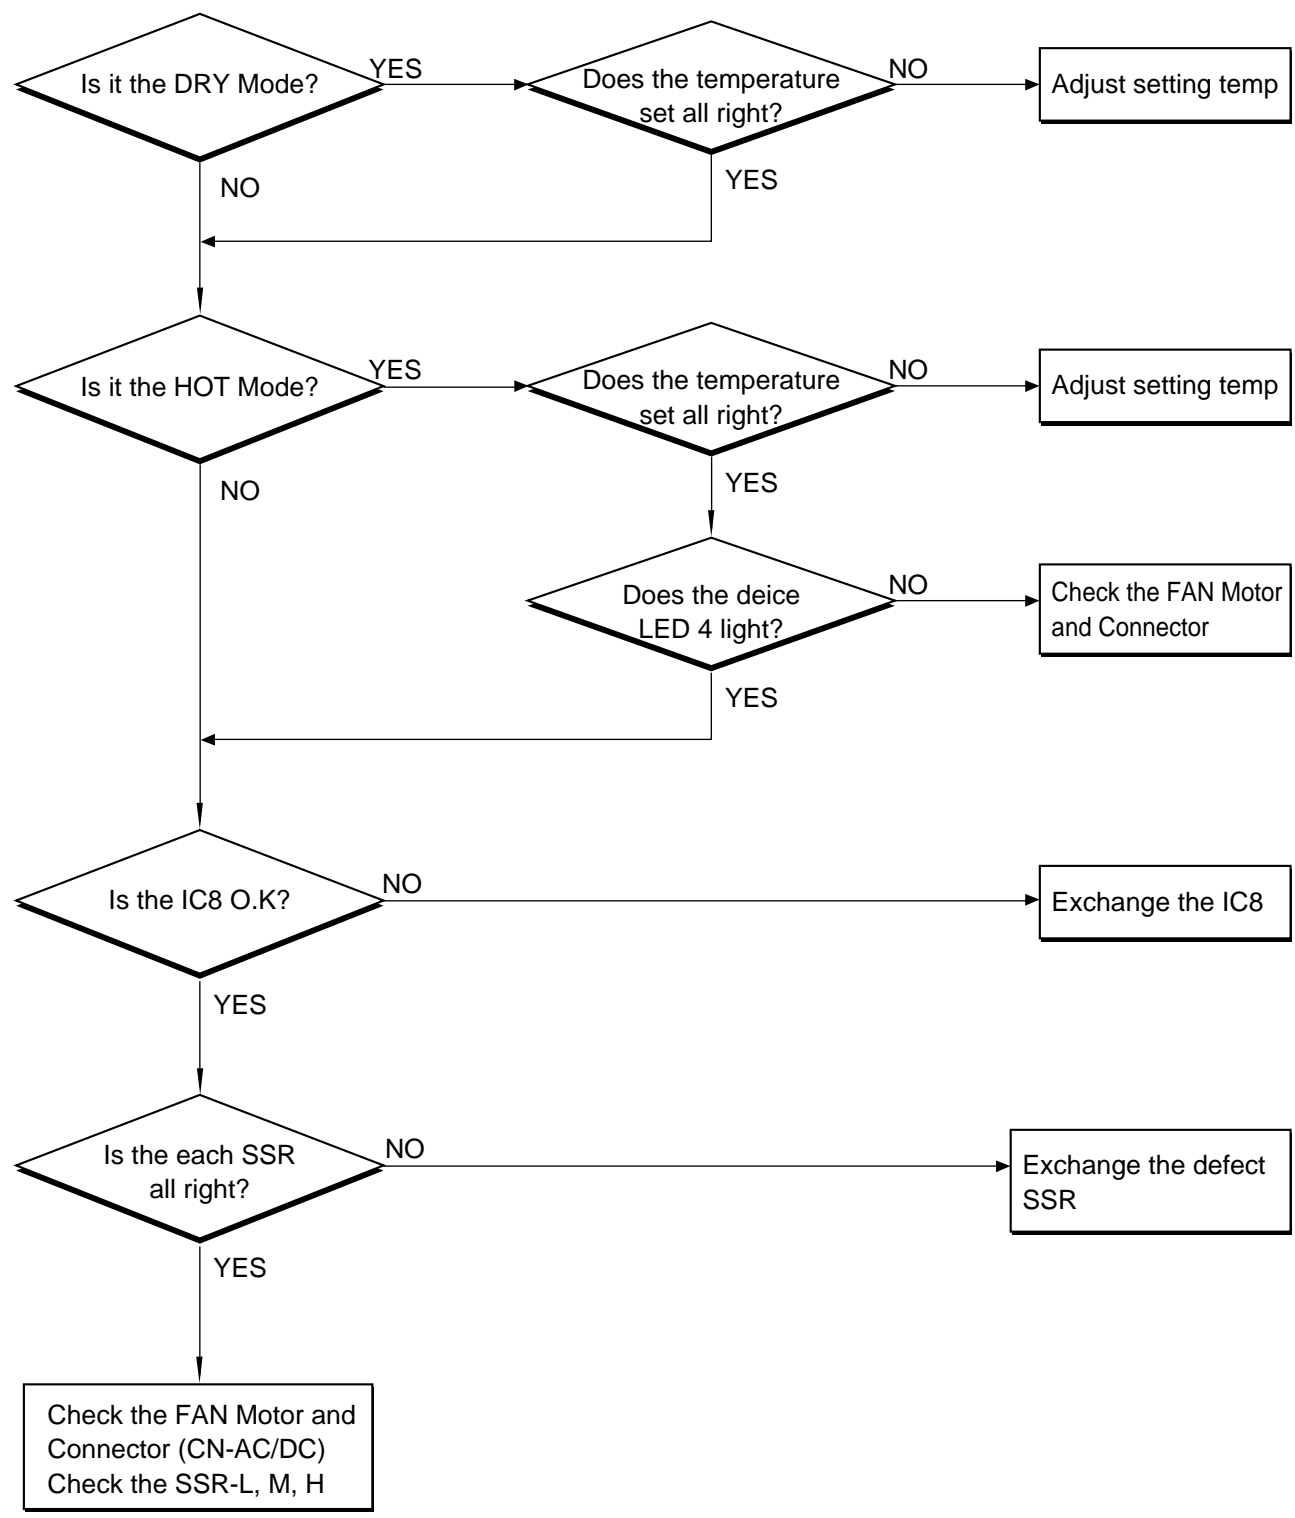 Is it the DRY Mode?
YES
Does the temperature
set all right?
NO
Adjust setting temp
NO
YES
Is it the HOT Mode?
YES
Does the temperature
set all right?
NO
Adjust setting temp
NO
YES
Does the deice
LED 4 light?
NO
Check the FAN Motor
and Connector
YES
Is the IC8 O.K?
NO
Exchange the IC8
YES
Is the each SSR
all right?
NO
Exchange the defect
SSR
YES
Check the FAN Motor and
Connector (CN-AC/DC)
Check the SSR-L, M, H